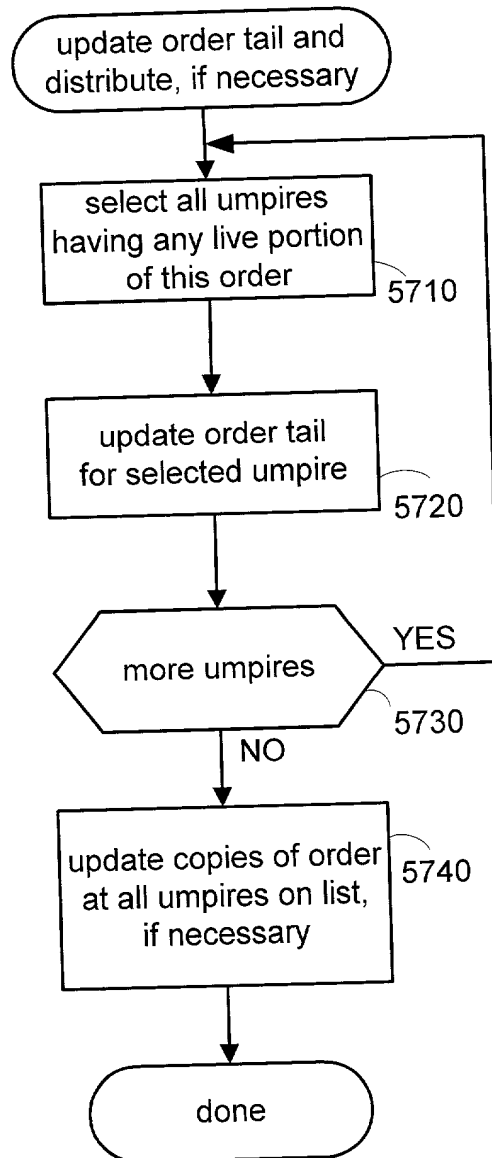 update order tail and
distribute, if necessary
select all umpires
having any live portion
of this order
5710
update order tail
for selected umpire
5720
more umpires
YES
5730
NO
update copies of order
at all umpires on list,
if necessary
5740
done